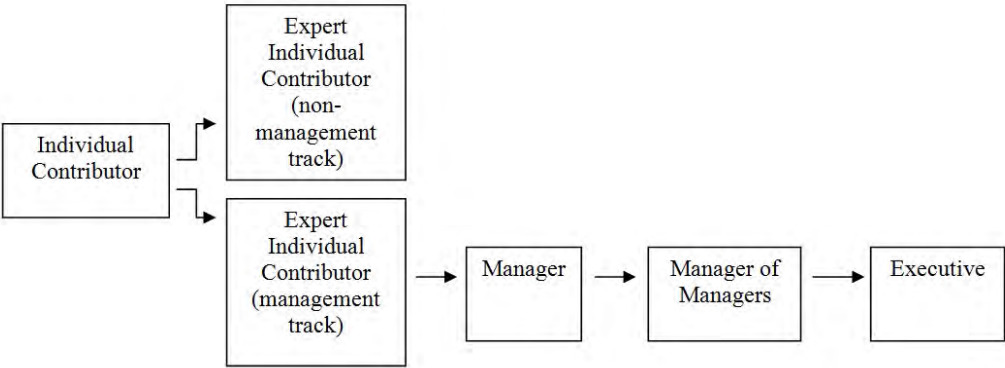 Individual
Contributor
Expert
Individual
Contributor
(non-
management
track)
Expert
Individual
Contributor
(management
track)
Manager
Manager of
Managers
Executive